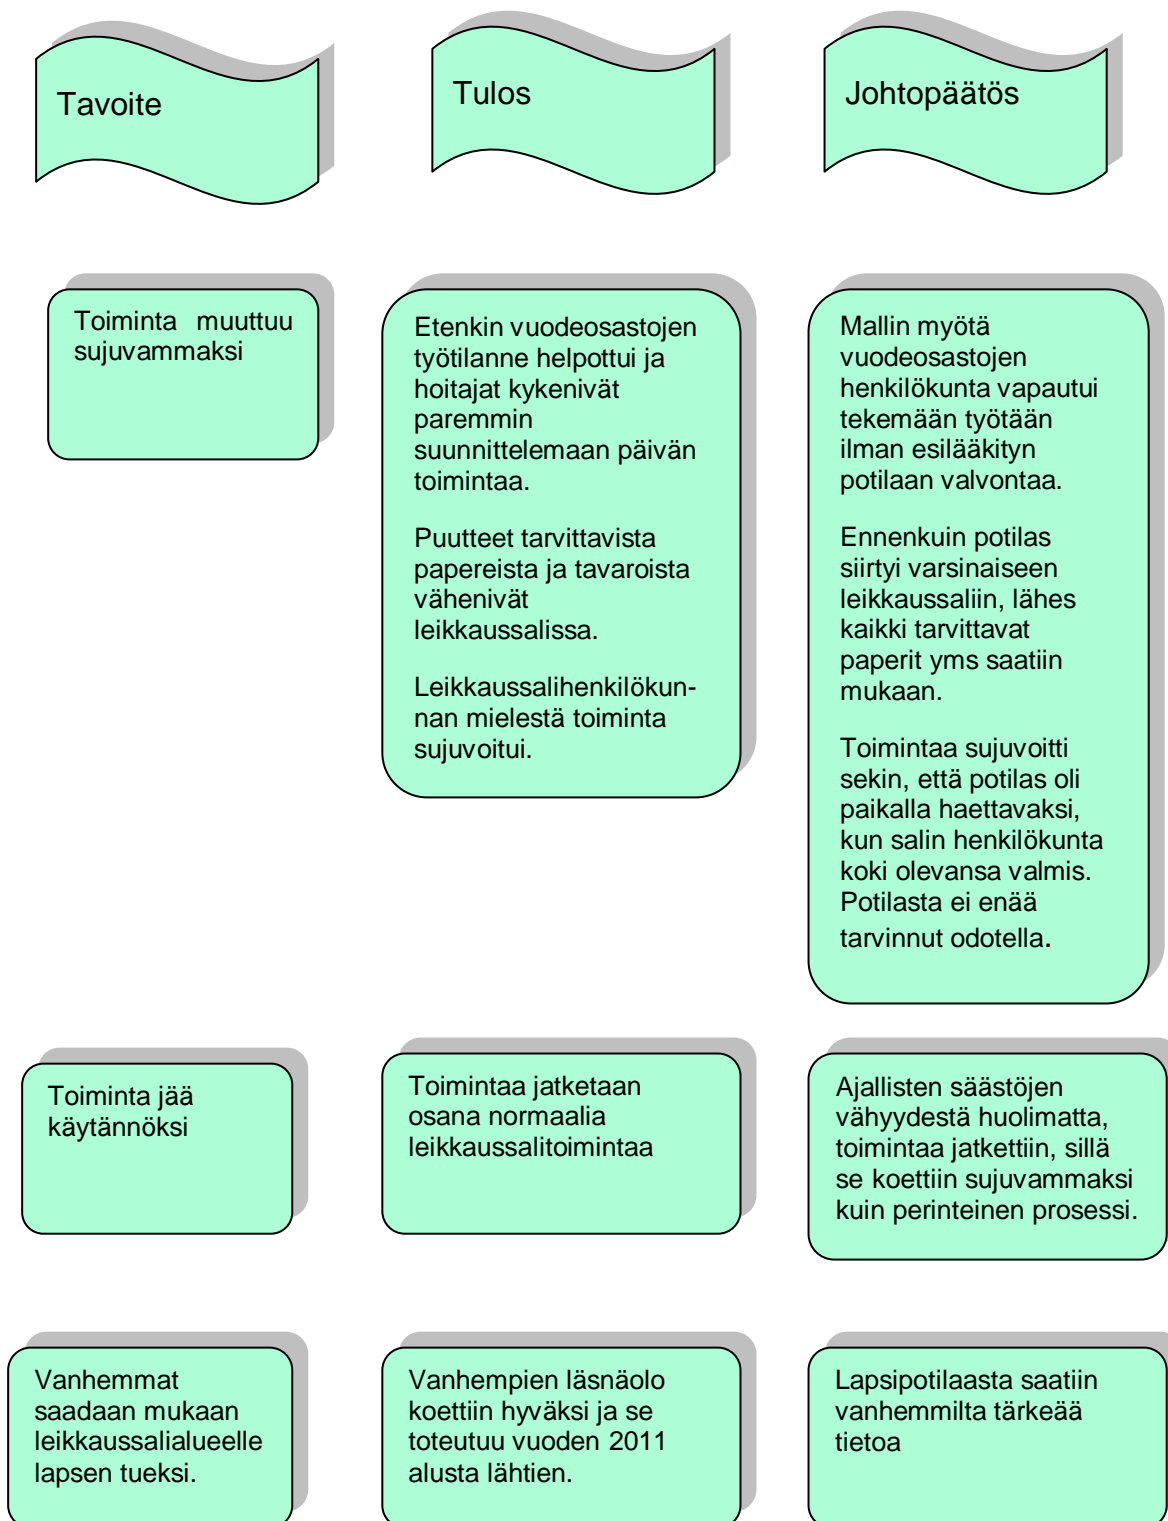 Tavoite
Tulos
Johtopäätös
Toiminta muuttuu
sujuvammaksi
Etenkin vuodeosastojen
työtilanne helpottui ja
hoitajat kykenivät
paremmin
suunnittelemaan päivän
toimintaa.
Puutteet tarvittavista
papereista ja tavaroista
vähenivät
leikkaussalissa.
Leikkaussalihenkilökun-
nan mielestä toiminta
sujuvoitui.
Mallin myötä
vuodeosastojen
henkilökunta vapautui
tekemään työtään
ilman esilääkityn
potilaan valvontaa.
Ennenkuin potilas
siirtyi varsinaiseen
leikkaussaliin, lähes
kaikki tarvittavat
paperit yms saatiin
mukaan.
Toimintaa sujuvoitti
sekin, että potilas oli
paikalla haettavaksi,
kun salin henkilökunta
koki olevansa valmis.
Potilasta ei enää
tarvinnut odotella.
Toiminta jää
käytännöksi
Toimintaa jatketaan
osana normaalia
leikkaussalitoimintaa
Ajallisten säästöjen
vähyydestä huolimatta,
toimintaa jatkettiin, sillä
se koettiin sujuvammaksi
kuin perinteinen prosessi.
Vanhemmat
saadaan mukaan
leikkaussalialueelle
lapsen tueksi.
Vanhempien läsnäolo
koettiin hyväksi ja se
toteutuu vuoden 2011
alusta lähtien.
Lapsipotilaasta saatiin
vanhemmilta tärkeää
tietoa